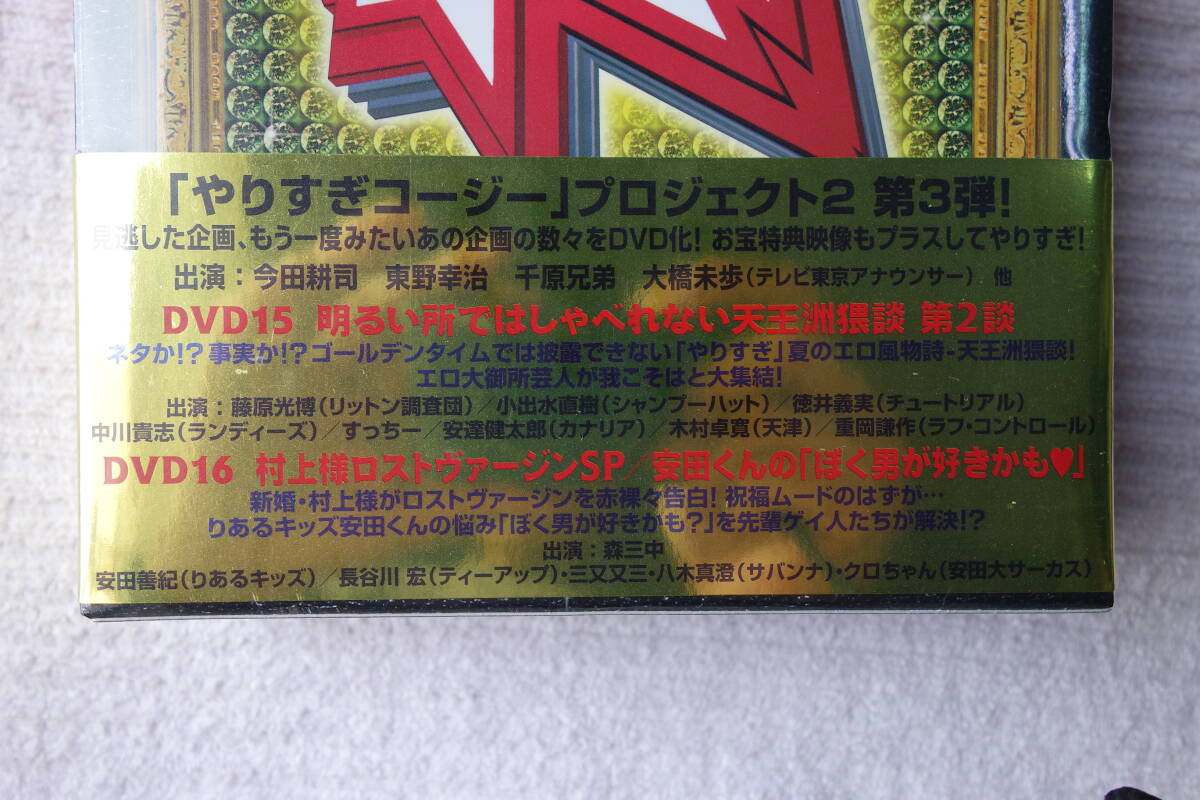 「やりすぎコージー」プロジェクト2 第3弾!
見逃した企画、もう一度みたいあの企画の数々をDVD化! お宝特典映像もプラスしてやりすぎ!
出演:今田耕司 東野幸治 千原兄弟 大橋未歩(テレビ東京アナウンサー) 他
DVD15 明るい所ではしゃべれない天王洲猥談 第2談
ネタか!? 事実か!? ゴールデンタイムでは披露できない「やりすぎ」夏のエロ風物詩-天王洲猥談!
エロ大御所芸人が我こそはと大集結!
出演:藤原光博(リットン調査団)/小出水直樹(シャンプーハット)/徳井義実(チュートリアル)
中川貴志(ランディーズ)/すっちー/安達健太郎(カナリア)/木村卓寛(天津)/重岡謙作(ラフ・コントロール)
DVD16 村上様ロストヴァージンSP/安田くんの「ぼく男が好きかも♥」
新婚・村上様がロストヴァージンを赤裸々告白! 祝福ムードのはずが…
りあるキッズ安田くんの悩み「ぼく男が好きかも?」を先輩ゲイ人たちが解決!?
出演:森三中
安田善紀(りあるキッズ)/長谷川 宏(ティーアップ)・三又又三・八木真澄(サバンナ)・クロちゃん(安田大サーカス)